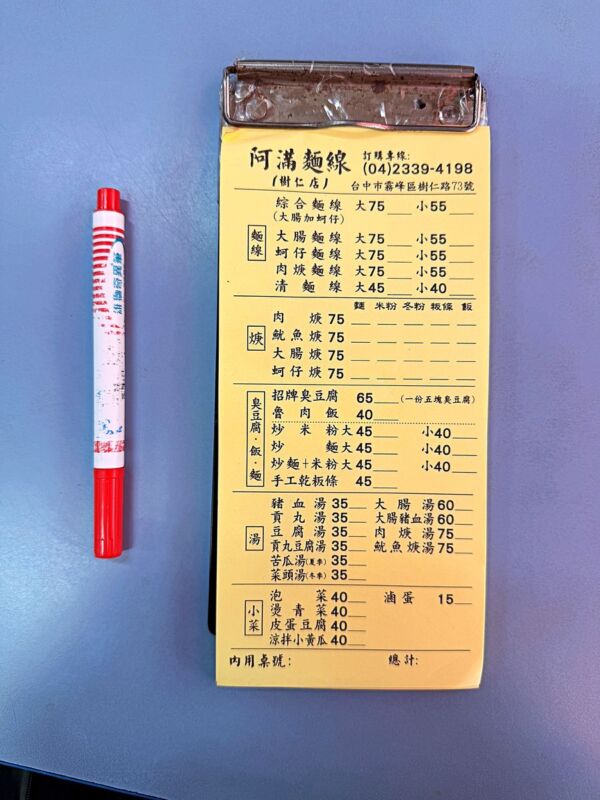 阿滿麵線 訂購專線:
(04)2339-4198
(樹仁店) 台中市霧峰區樹仁路73號
麵線
綜合麵線 大75 小55
(大腸加蚵仔)
大腸麵線 大75 小55
蚵仔麵線 大75 小55
肉焿麵線 大75 小55
清麵線 大45 小40
焿
麵 米粉 冬粉 粄條 飯
肉焿 75
魷魚焿 75
大腸焿 75
蚵仔焿 75
臭豆腐·飯·麵
招牌臭豆腐 65 (一份五塊臭豆腐)
魯肉飯 40
炒米粉 大45 小40
炒麵 大45 小40
炒麵+米粉 大45 小40
手工乾粄條 45
湯
豬血湯 35 大腸湯 60
貢丸湯 35 大腸豬血湯 60
豆腐湯 35 肉焿湯 75
貢丸豆腐湯 35 魷魚焿湯 75
苦瓜湯(夏季) 35
菜頭湯(冬季) 35
小菜
泡菜 40 滷蛋 15
燙青菜 40
皮蛋豆腐 40
涼拌小黃瓜 40
內用桌號: 總計: